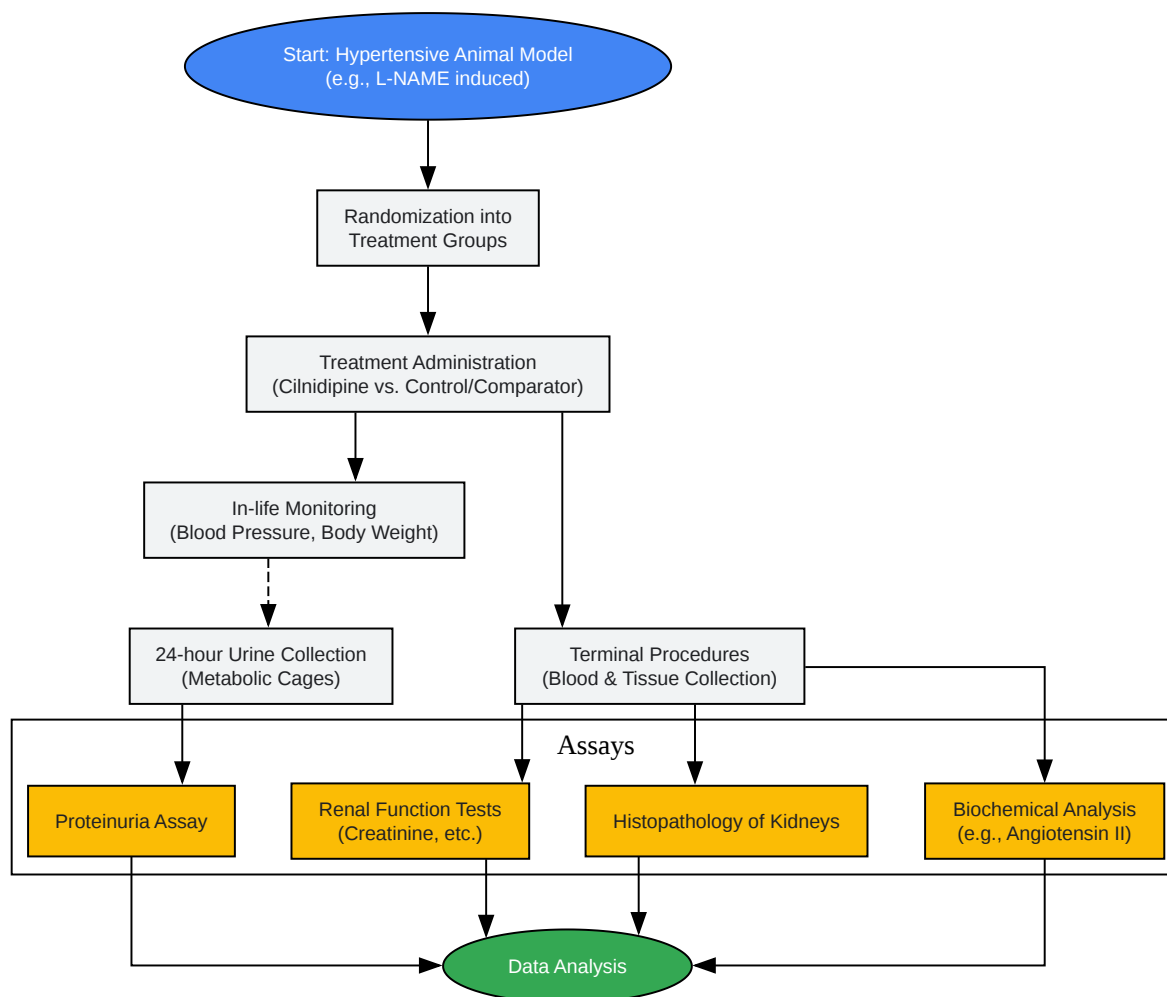 Start: Hypertensive Animal Model
(e.g., L-NAME induced)
Randomization into
Treatment Groups
Treatment Administration
(Cilnidipine vs. Control/Comparator)
In-life Monitoring
(Blood Pressure, Body Weight)
24-hour Urine Collection
(Metabolic Cages)
Terminal Procedures
(Blood & Tissue Collection)
Assays
Proteinuria Assay
Renal Function Tests
(Creatinine, etc.)
Histopathology of Kidneys
Biochemical Analysis
(e.g., Angiotensin II)
Data Analysis